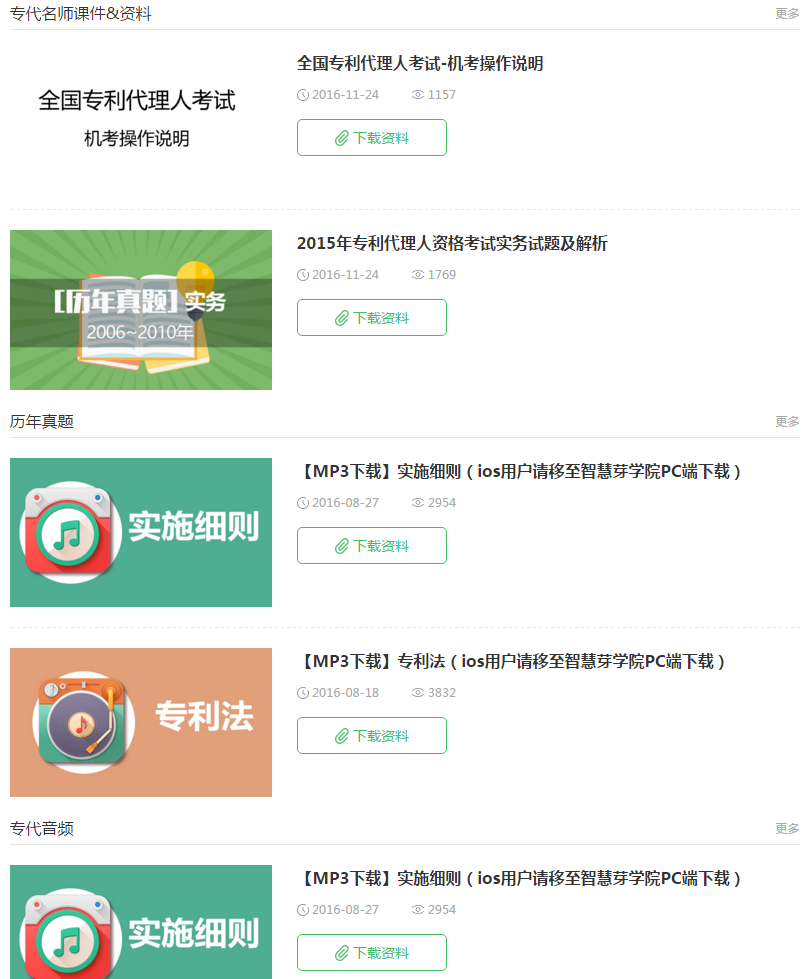 专代名师课件&资料
更多
全国专利代理人考试
机考操作说明
全国专利代理人考试-机考操作说明
2016-11-24 1157
下载资料
[历年真题] 实务
2006~2010年
2015年专利代理人资格考试实务试题及解析
2016-11-24 1769
下载资料
历年真题
更多
实施细则
【MP3下载】实施细则（ios用户请移至智慧芽学院PC端下载）
2016-08-27 2954
下载资料
专利法
【MP3下载】专利法（ios用户请移至智慧芽学院PC端下载）
2016-08-18 3832
下载资料
专代音频
更多
实施细则
【MP3下载】实施细则（ios用户请移至智慧芽学院PC端下载）
2016-08-27 2954
下载资料